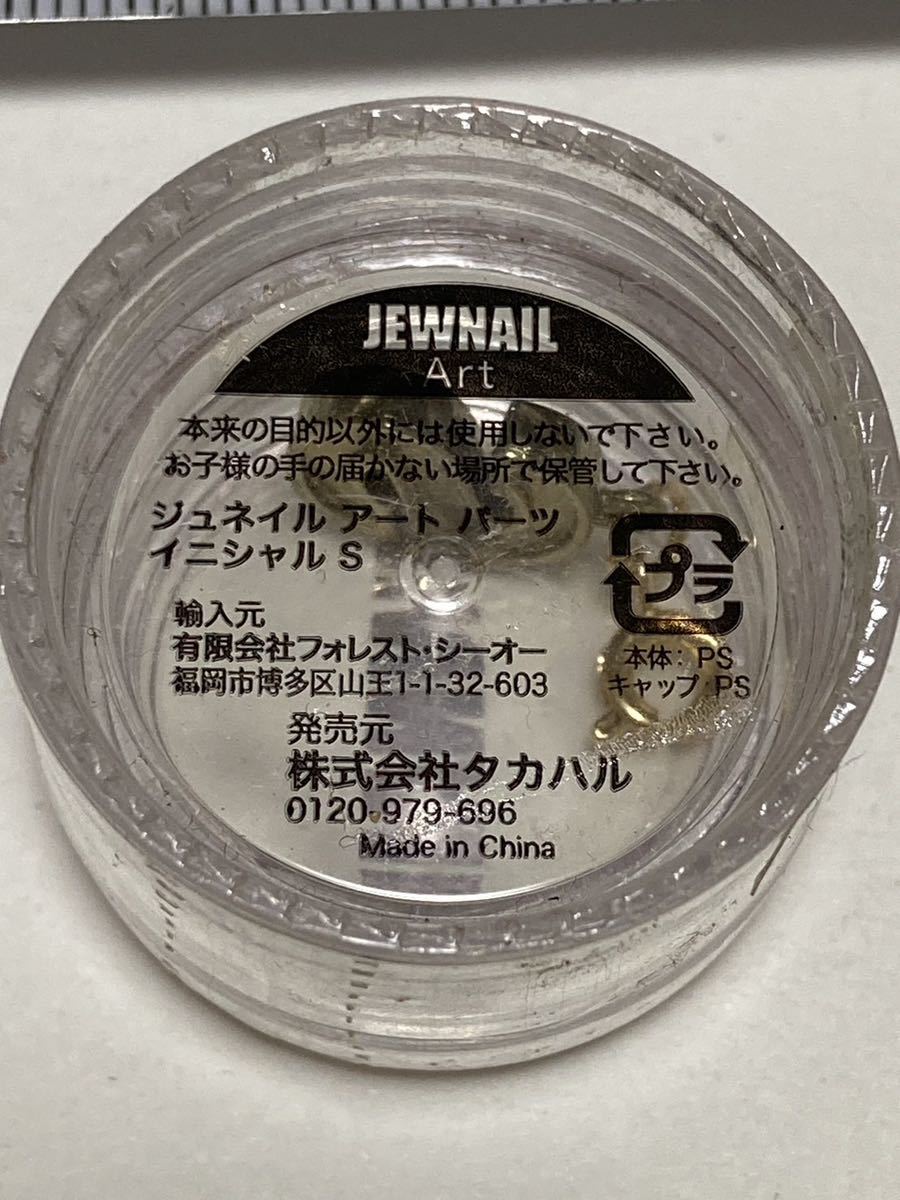 JEWNAIL
Art
本来の目的以外には使用しないで下さい。
お子様の手の届かない場所で保管して下さい。
ジュネイル アート パーツ
イニシャル S
プラ
本体：PS
キャップ：PS
輸入元
有限会社フォレスト・シーオー
福岡市博多区山王1-1-32-603
発売元
株式会社タカハル
0120-979-696
Made in China